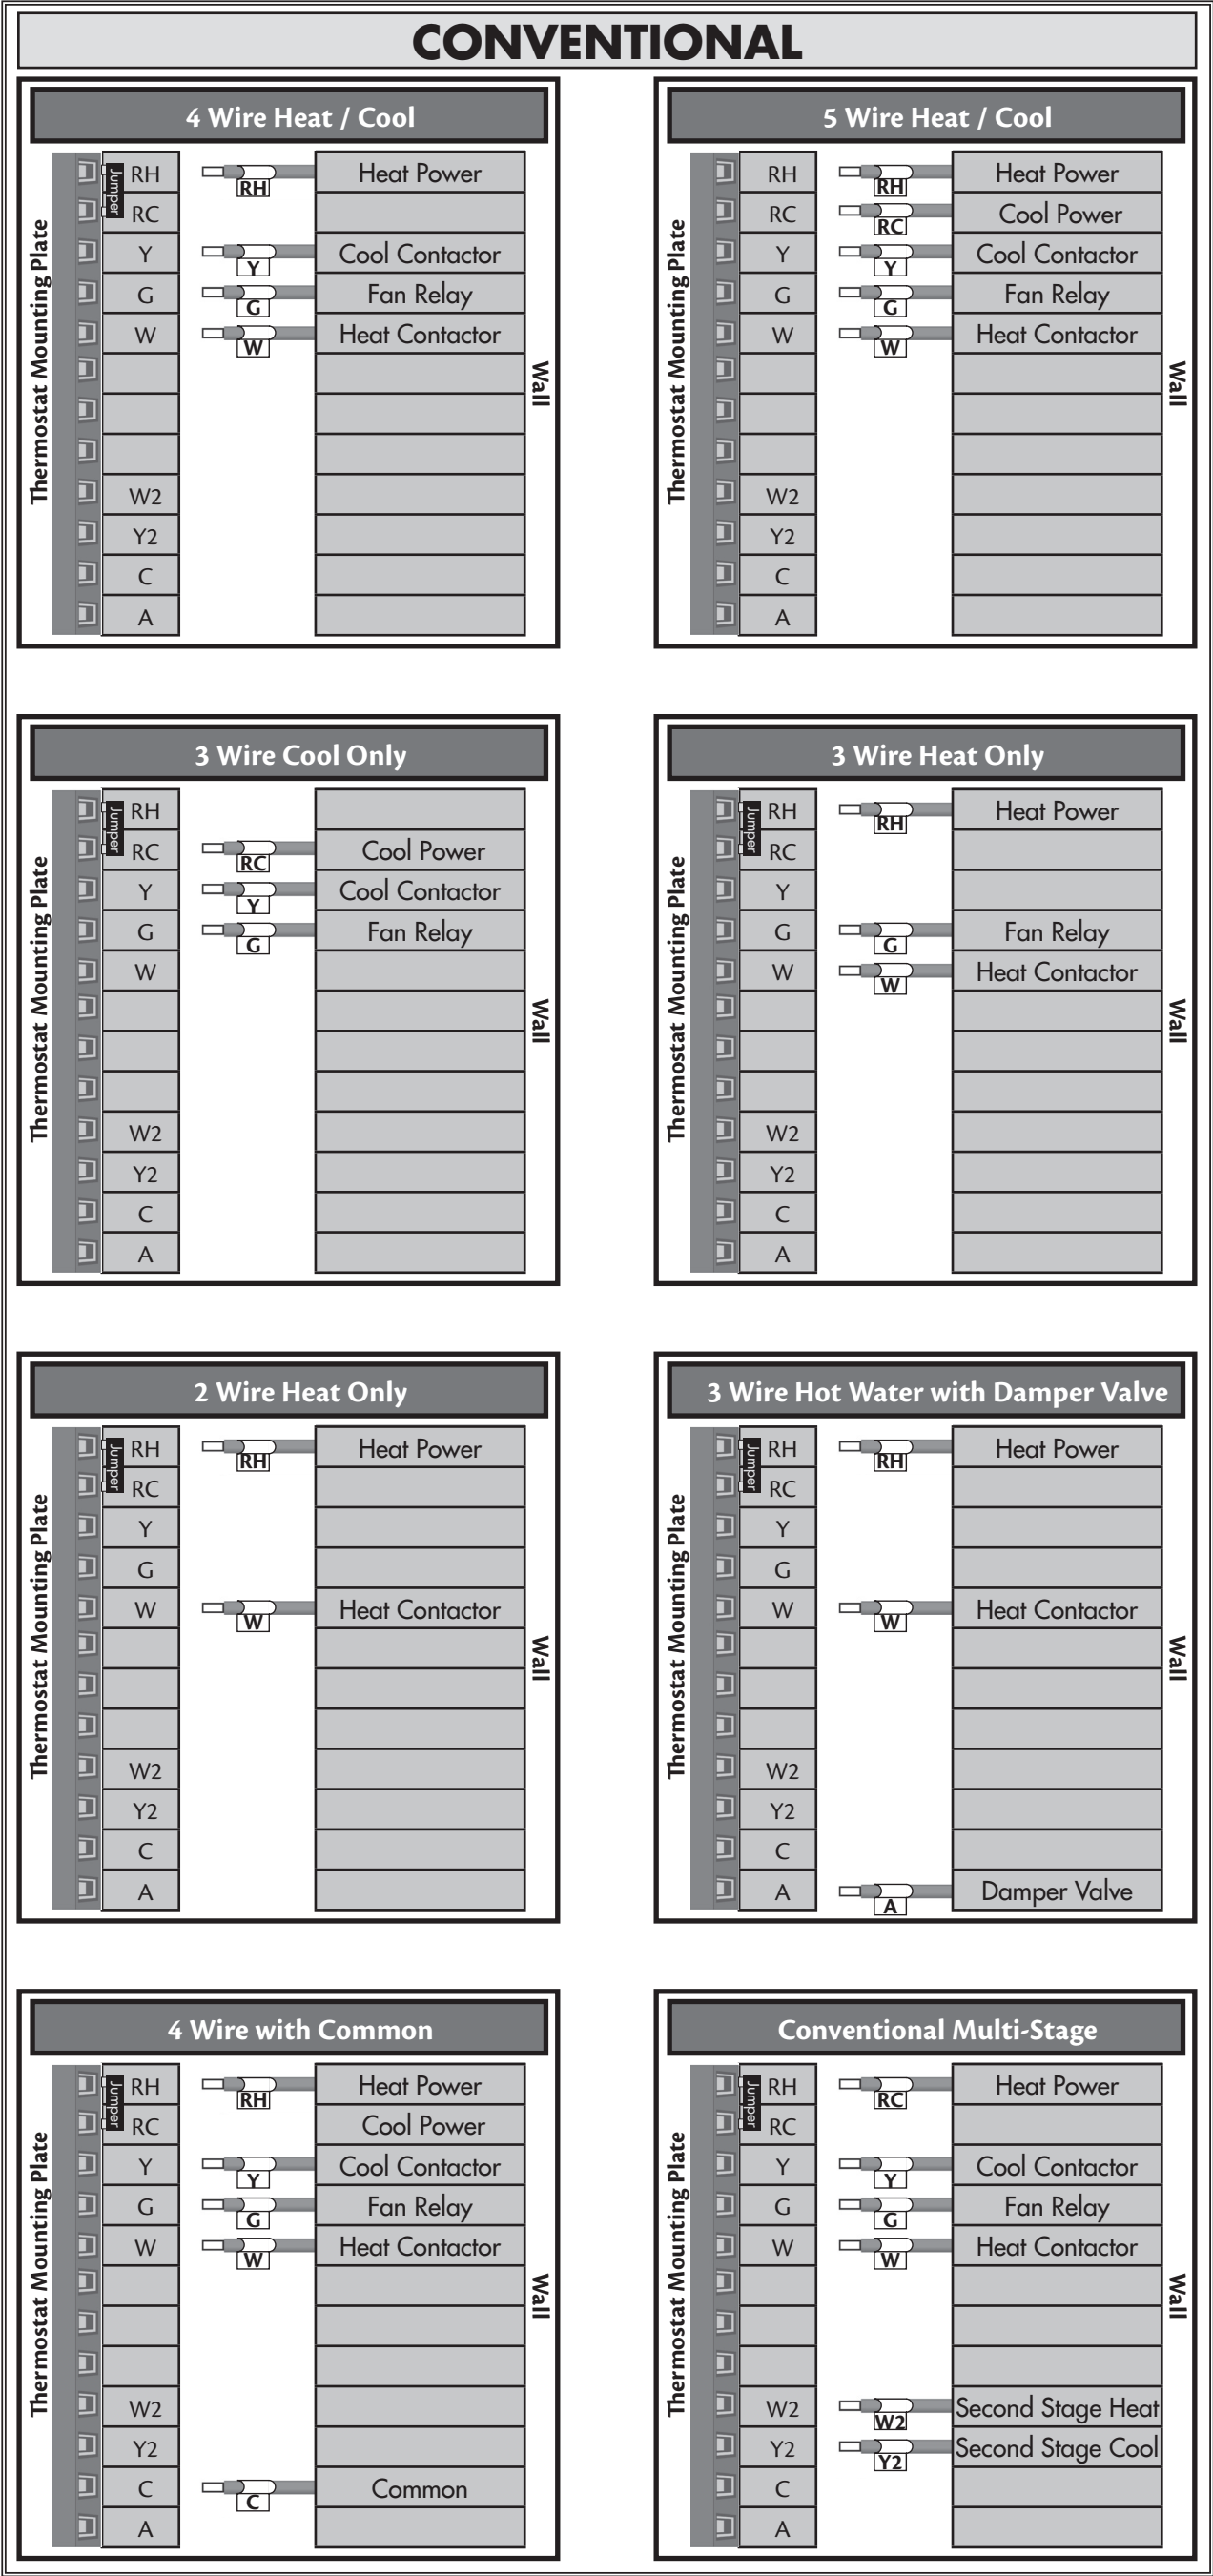 CONVENTIONAL
4 Wire Heat / Cool
Thermostat Mounting Plate
Jumper
RH RH Heat Power
RC
Y Y Cool Contactor
G G Fan Relay
W W Heat Contactor
W2
Y2
C
A
Wall
5 Wire Heat / Cool
Thermostat Mounting Plate
RH RH Heat Power
RC RC Cool Power
Y Y Cool Contactor
G G Fan Relay
W W Heat Contactor
W2
Y2
C
A
Wall
3 Wire Cool Only
Thermostat Mounting Plate
Jumper
RH
RC RC Cool Power
Y Y Cool Contactor
G G Fan Relay
W
W2
Y2
C
A
Wall
3 Wire Heat Only
Thermostat Mounting Plate
Jumper
RH RH Heat Power
RC
Y
G G Fan Relay
W W Heat Contactor
W2
Y2
C
A
Wall
2 Wire Heat Only
Thermostat Mounting Plate
Jumper
RH RH Heat Power
RC
Y
G
W W Heat Contactor
W2
Y2
C
A
Wall
3 Wire Hot Water with Damper Valve
Thermostat Mounting Plate
Jumper
RH RH Heat Power
RC
Y
G
W W Heat Contactor
W2
Y2
C
A A Damper Valve
Wall
4 Wire with Common
Thermostat Mounting Plate
Jumper
RH RH Heat Power
RC Cool Power
Y Y Cool Contactor
G G Fan Relay
W W Heat Contactor
W2
Y2
C C Common
A
Wall
Conventional Multi-Stage
Thermostat Mounting Plate
Jumper
RH RC Heat Power
RC
Y Y Cool Contactor
G G Fan Relay
W W Heat Contactor
W2 W2 Second Stage Heat
Y2 Y2 Second Stage Cool
C
A
Wall